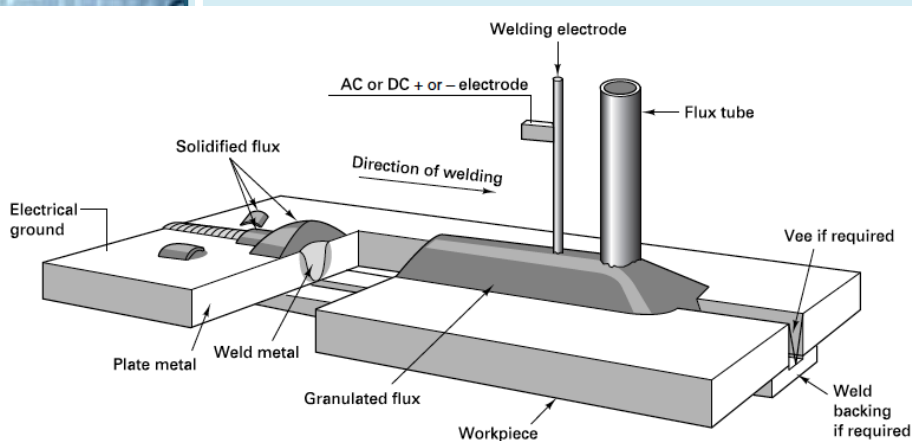 Welding electrode
AC or DC + or – electrode
Flux tube
Solidified flux
Direction of welding
Electrical
ground
Vee if required
Plate metal
Weld metal
Granulated flux
Workpiece
Weld
backing
if required